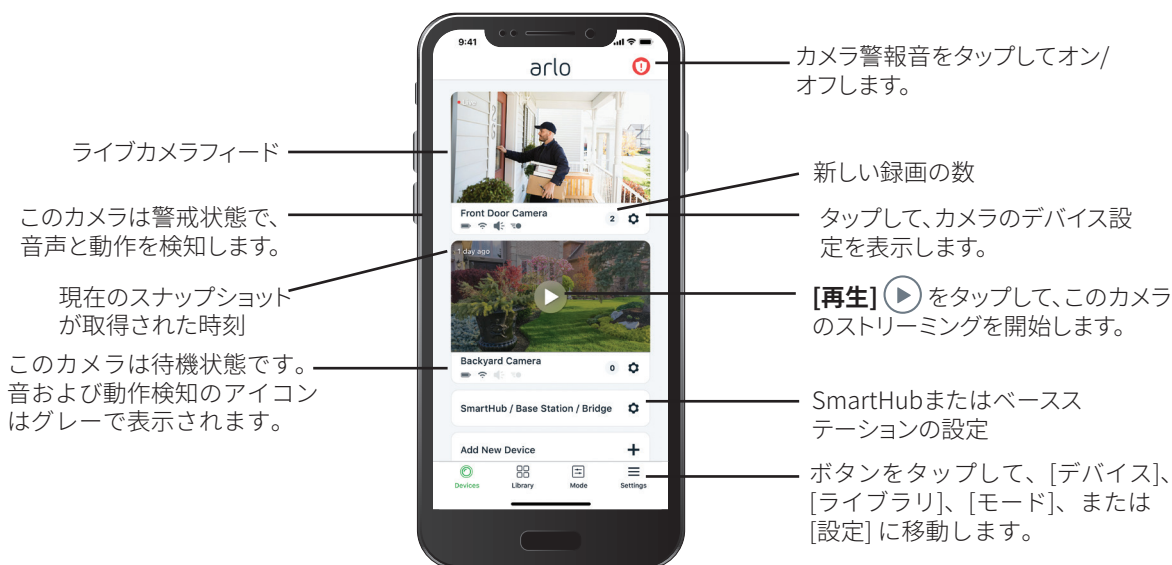 9:41
arlo
Live
Front Door Camera
2
1 day ago
Backyard Camera
0
SmartHub / Base Station / Bridge
Add New Device
Devices
Library
Mode
Settings
ライブカメラフィード
このカメラは警戒状態で、
音声と動作を検知します。
現在のスナップショット
が取得された時刻
このカメラは待機状態です。
音および動作検知のアイコン
はグレーで表示されます。
カメラ警報音をタップしてオン/
オフします。
新しい録画の数
タップして、カメラのデバイス設
定を表示します。
[再生] をタップして、このカメラ
のストリーミングを開始します。
SmartHubまたはベースス
テーションの設定
ボタンをタップして、[デバイス]、
[ライブラリ]、[モード]、または
[設定] に移動します。